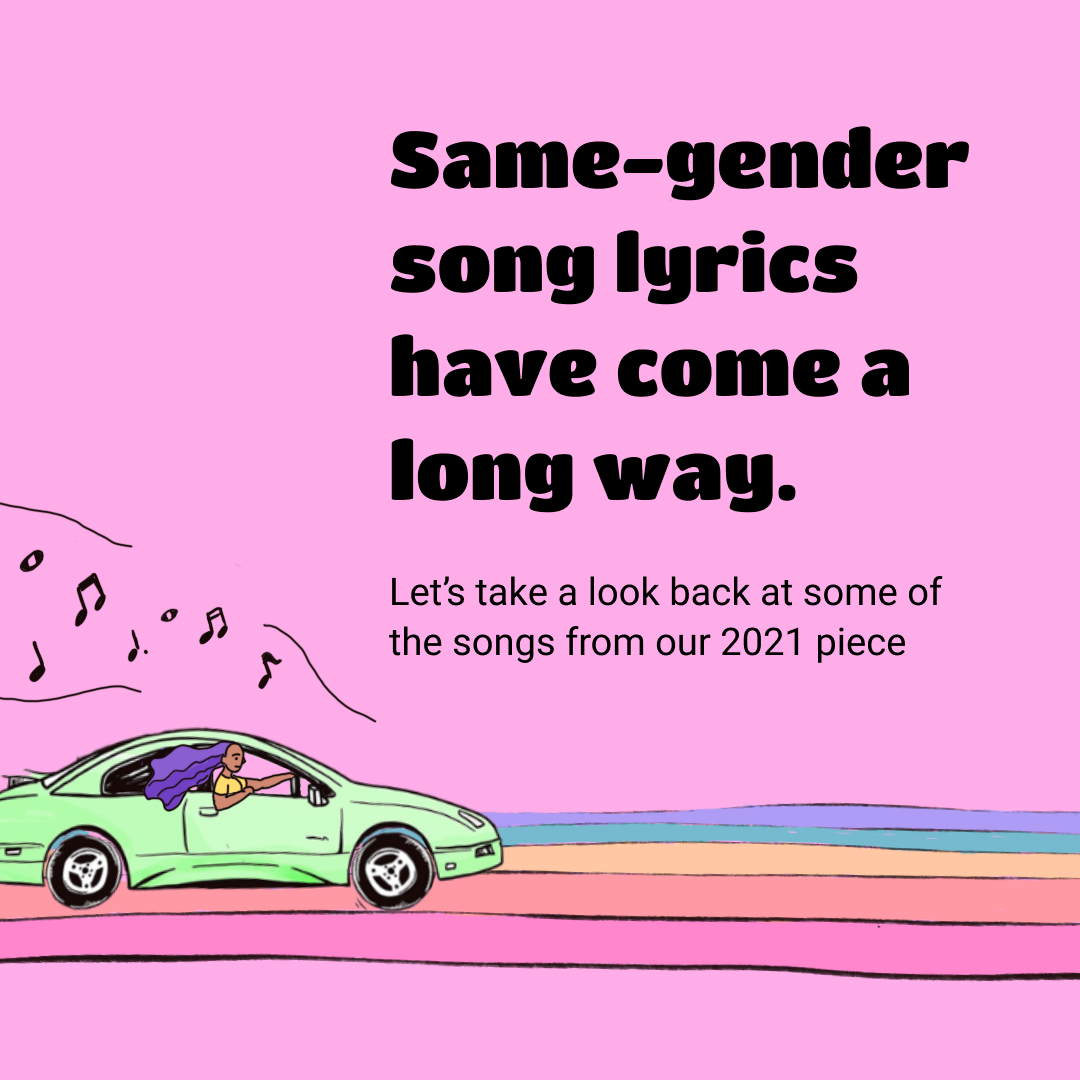 Same-gender
song lyrics
have come a
long way.
Let’s take a look back at some of
the songs from our 2021 piece